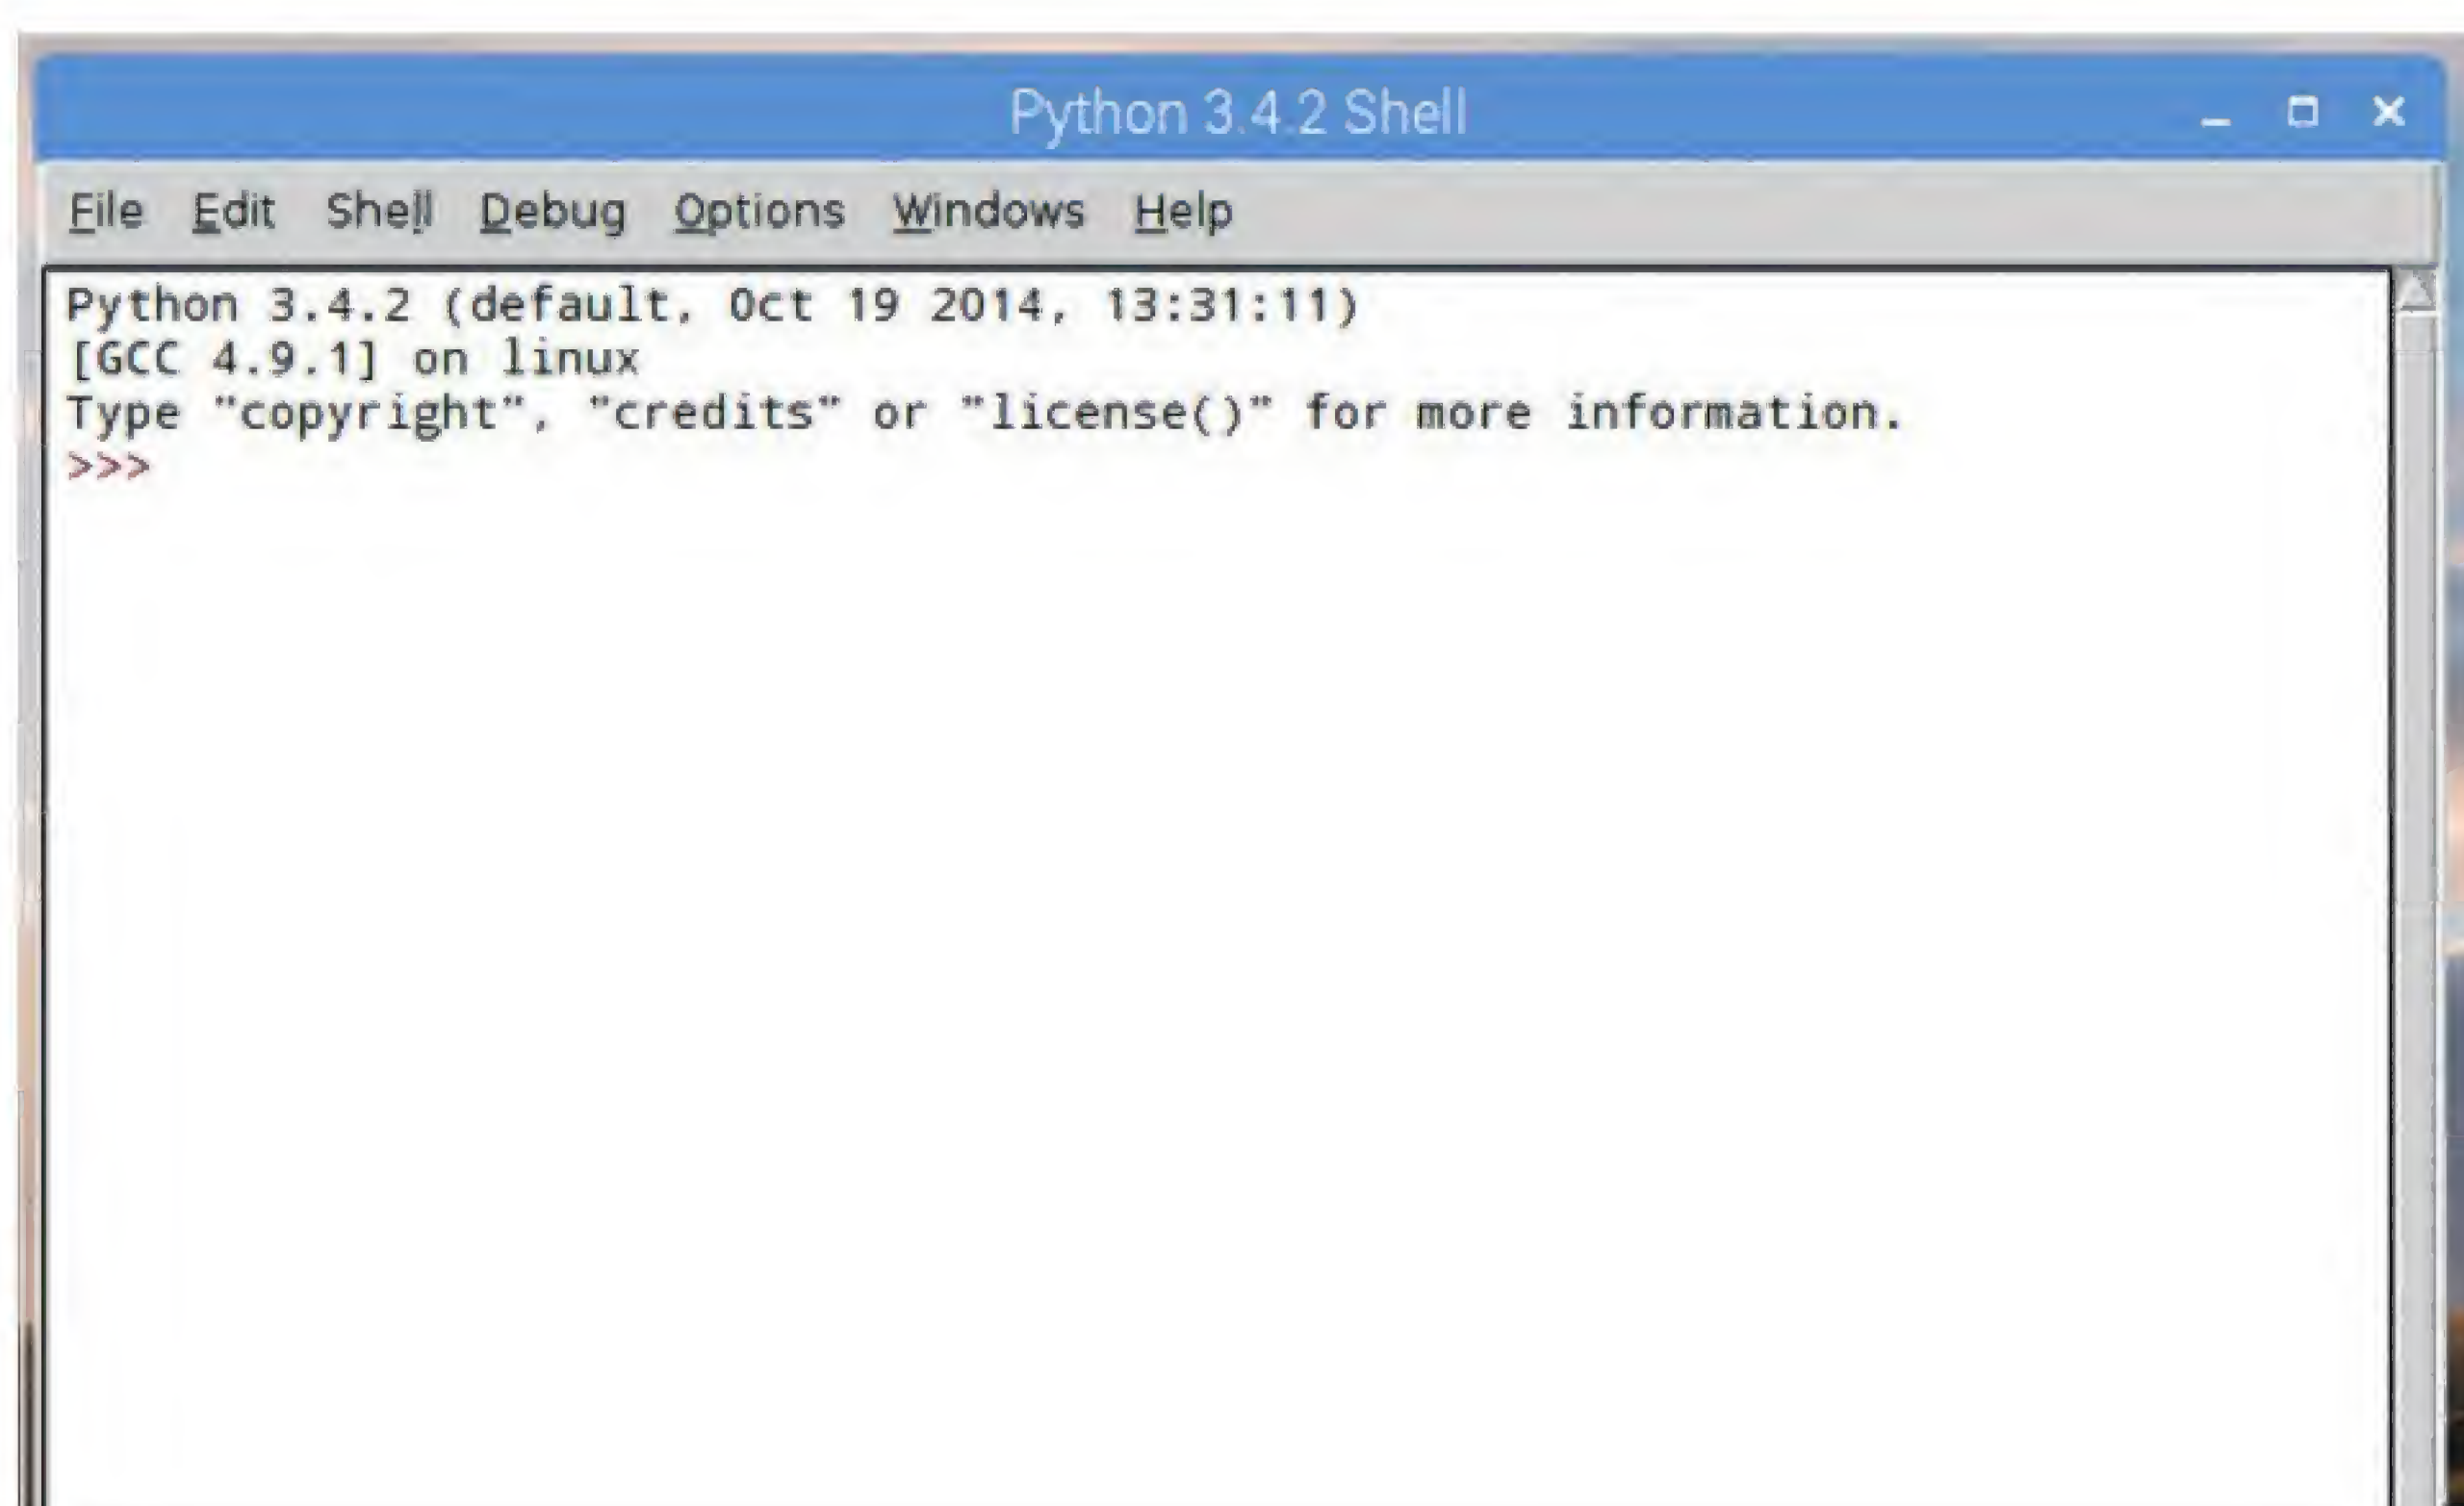 Python 3.4.2 Shell
File Edit Shell Debug Options Windows Help
Python 3.4.2 (default, Oct 19 2014, 13:31:11)
[GCC 4.9.1] on linux
Type "copyright", "credits" or "license()" for more information.
>>>